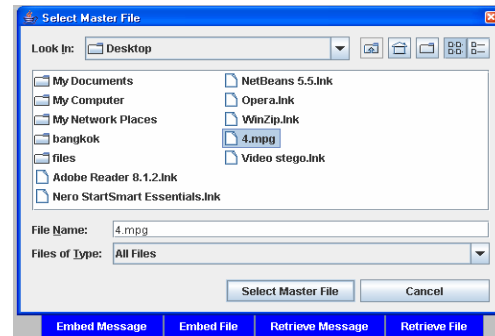 Select Master File
Look In: Desktop
My Documents
My Computer
My Network Places
bangkok
files
Adobe Reader 8.1.2.lnk
Nero StartSmart Essentials.lnk
NetBeans 5.5.lnk
Opera.lnk
WinZip.lnk
4.mpg
Video stego.lnk
File Name: 4.mpg
Files of Type: All Files
Select Master File Cancel
Embed Message Embed File Retrieve Message Retrieve File